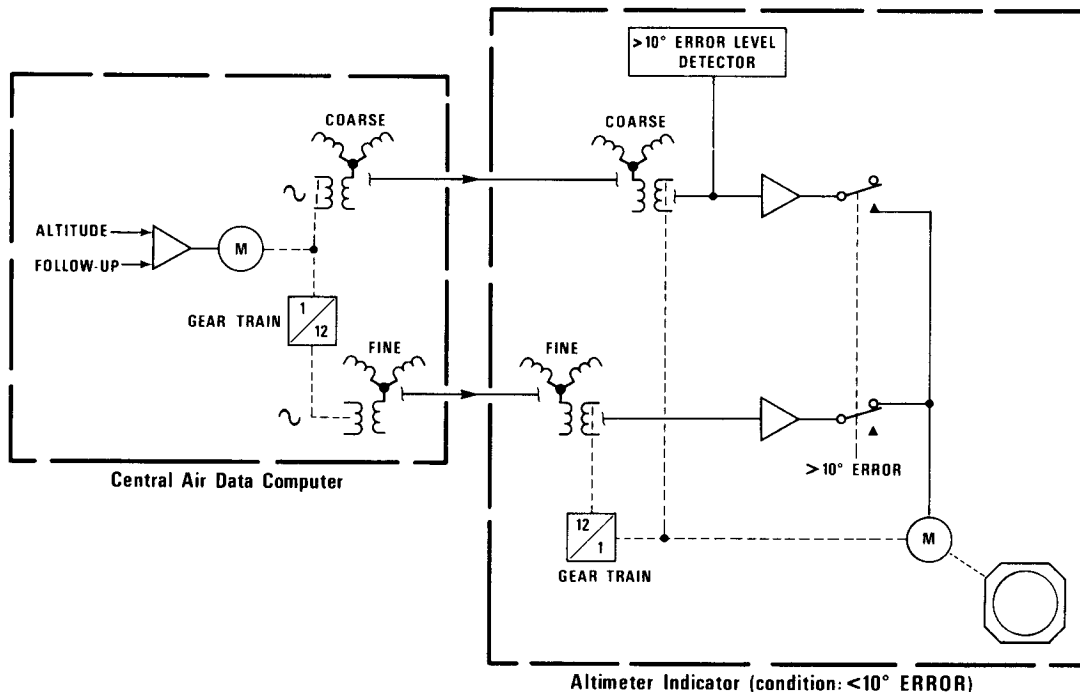 >10° ERROR LEVEL
DETECTOR
COARSE
COARSE
ALTITUDE
FOLLOW-UP
M
GEAR TRAIN
1
12
FINE
FINE
>10° ERROR
Central Air Data Computer
12
1
GEAR TRAIN
M
Altimeter Indicator (condition: <10° ERROR)